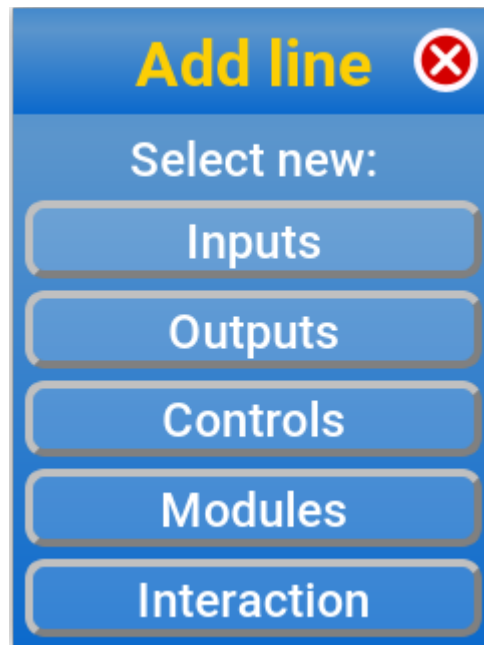 Add line
Select new:
Inputs
Outputs
Controls
Modules
Interaction